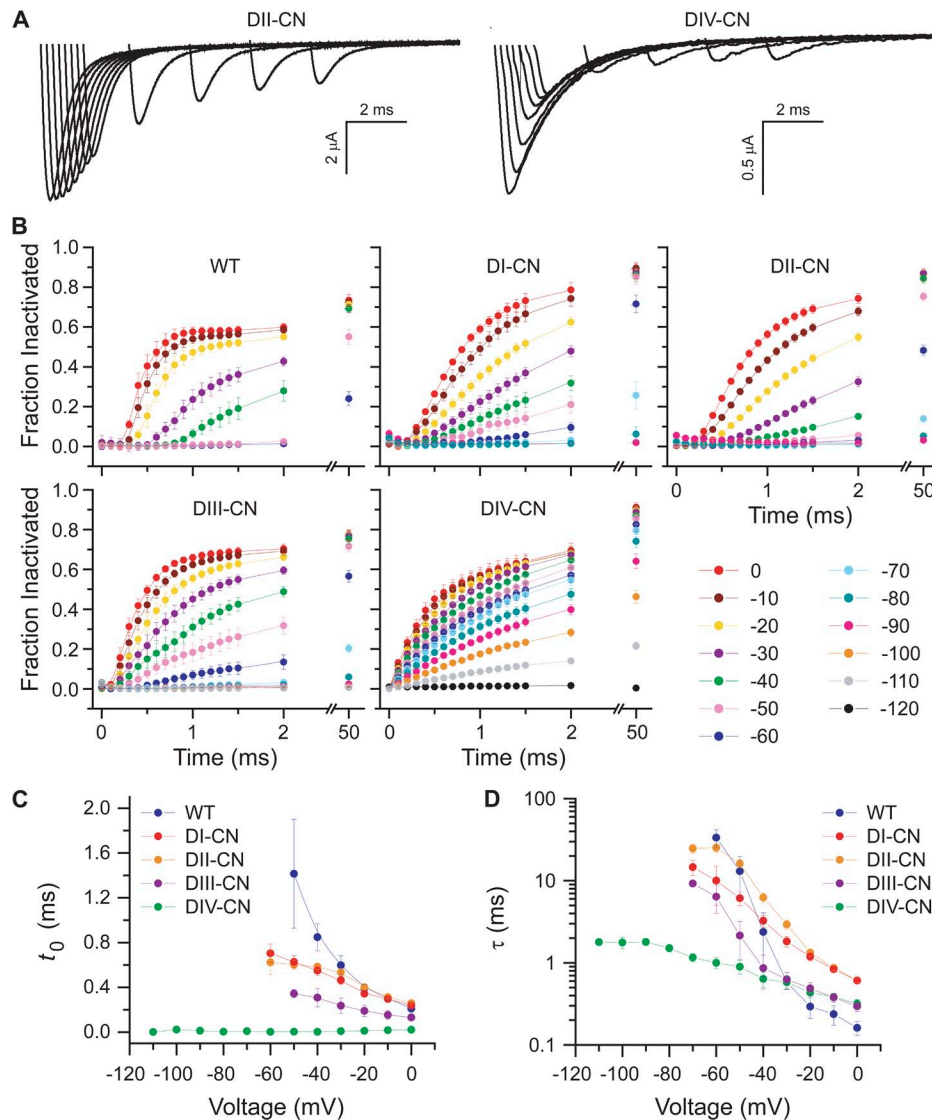 A
DII-CN
DIV-CN
2 ms
2 µA
2 ms
0.5 µA
B
WT
DI-CN
DII-CN
Fraction Inactivated
1.0
0.8
0.6
0.4
0.2
0.0
0
1
2
50
Time (ms)
DIII-CN
DIV-CN
Fraction Inactivated
1.0
0.8
0.6
0.4
0.2
0.0
0
1
2
50
0
1
2
50
Time (ms)
Time (ms)
0
-10
-20
-30
-40
-50
-60
-70
-80
-90
-100
-110
-120
C
WT
DI-CN
DII-CN
DIII-CN
DIV-CN
t0 (ms)
2.0
1.6
1.2
0.8
0.4
0.0
-120 -100 -80 -60 -40 -20 0
Voltage (mV)
D
WT
DI-CN
DII-CN
DIII-CN
DIV-CN
τ (ms)
100
10
1
0.1
-120 -100 -80 -60 -40 -20 0
Voltage (mV)